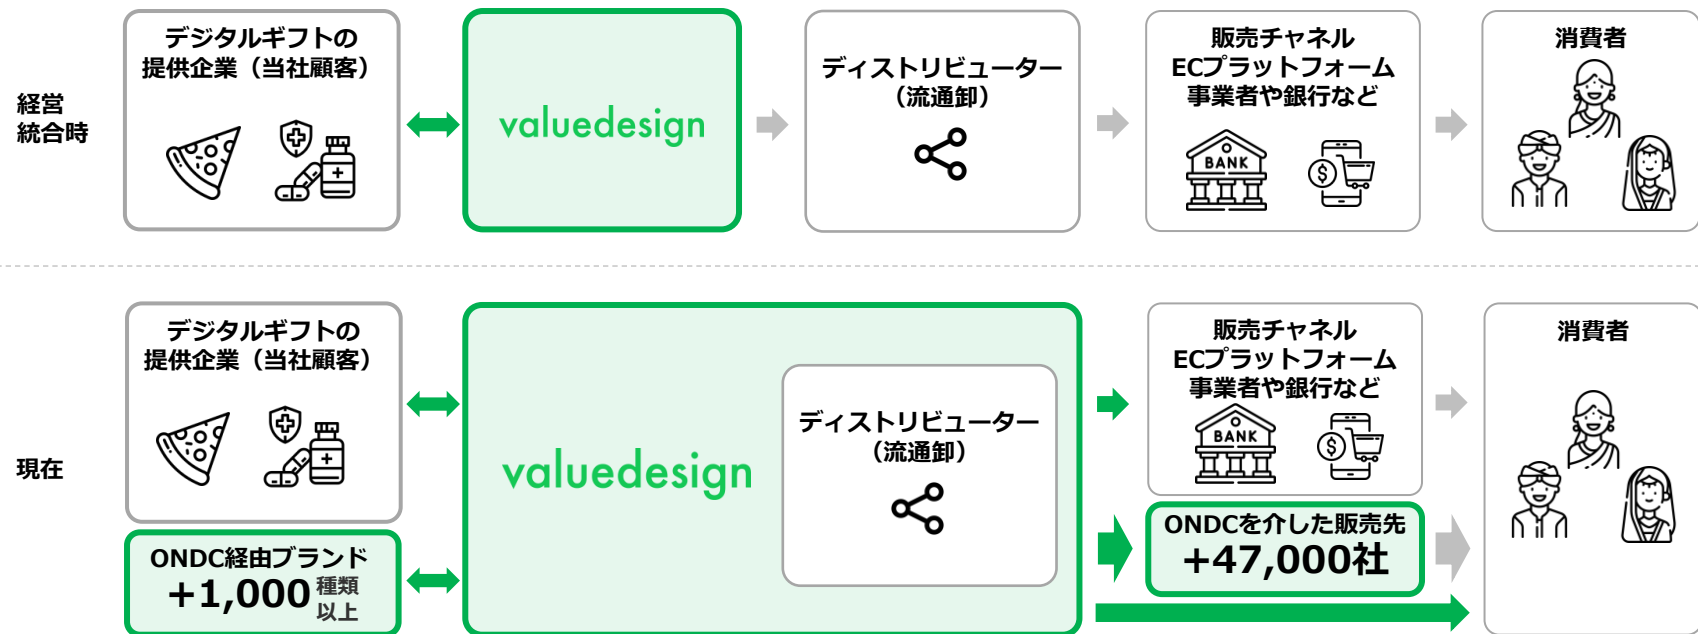 経営
統合時
デジタルギフトの
提供企業（当社顧客）
valuedesign
ディストリビューター
（流通卸）
販売チャネル
ECプラットフォーム
事業者や銀行など
BANK
$
消費者
現在
デジタルギフトの
提供企業（当社顧客）
ONDC経由ブランド
+1,000種類
以上
valuedesign
ディストリビューター
（流通卸）
販売チャネル
ECプラットフォーム
事業者や銀行など
BANK
$
ONDCを介した販売先
+47,000社
消費者